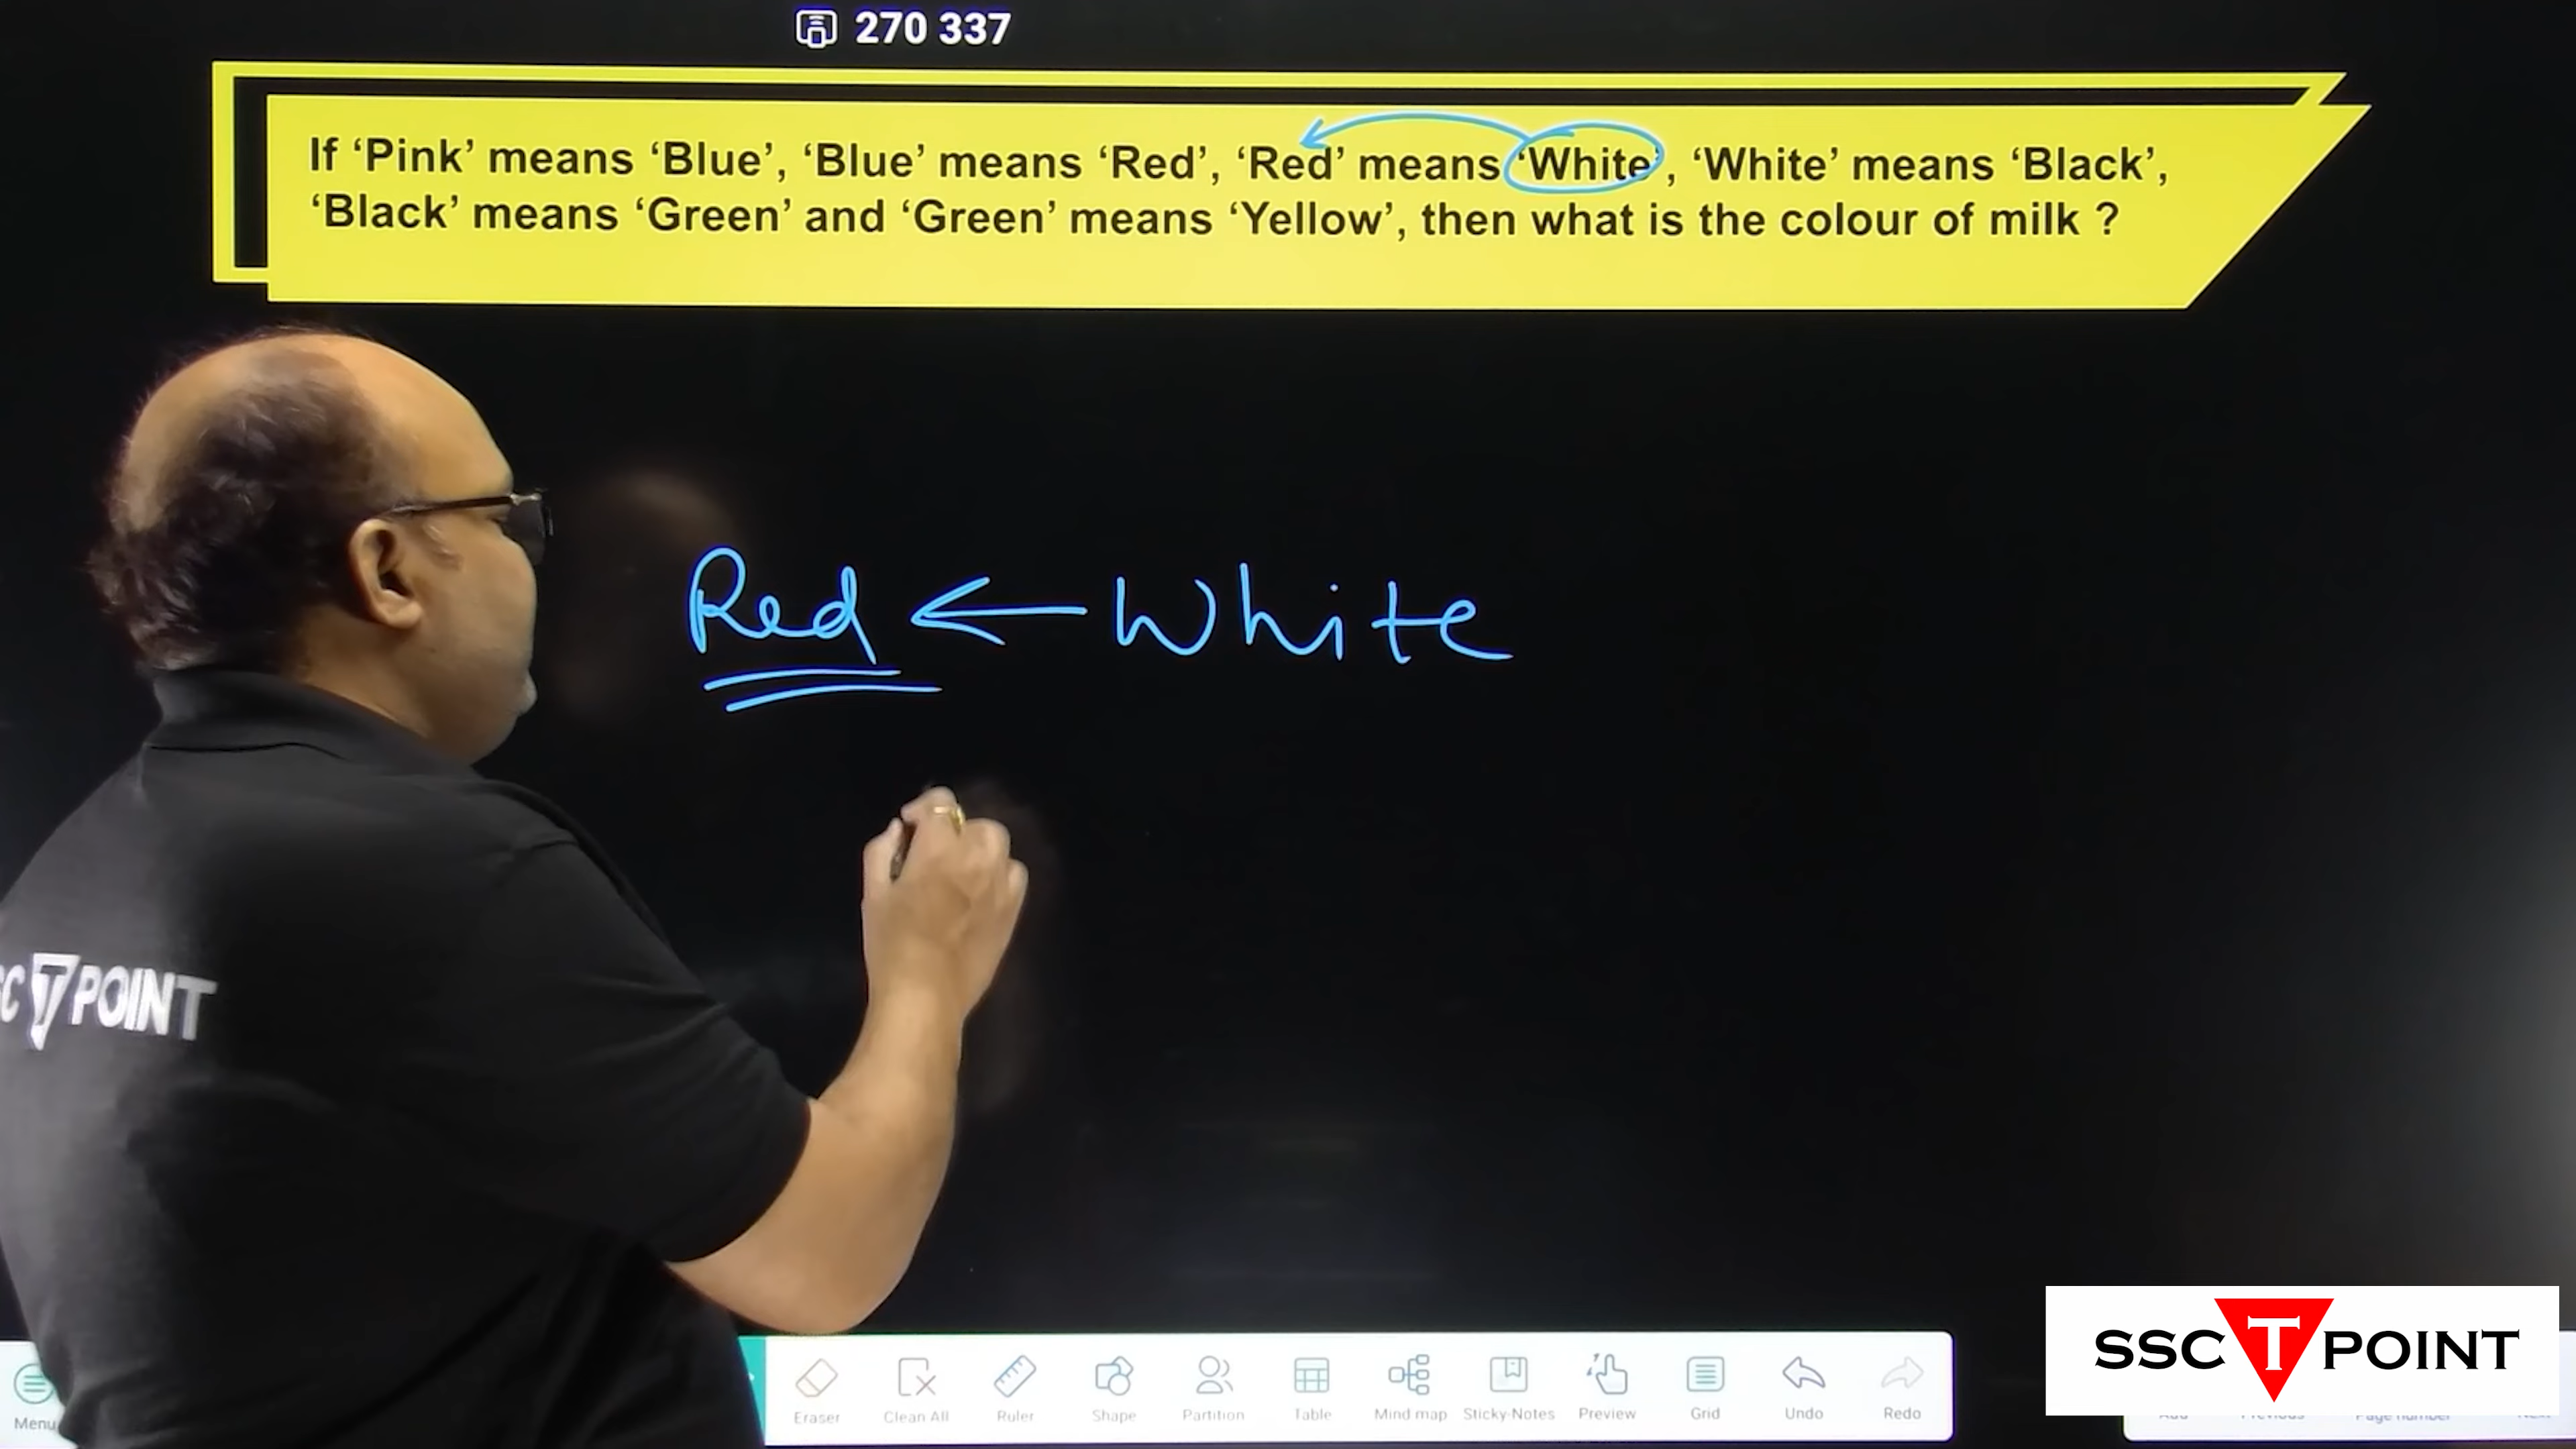 270 337
If ‘Pink’ means ‘Blue’, ‘Blue’ means ‘Red’, ‘Red’ means ‘White’, ‘White’ means ‘Black’,
‘Black’ means ‘Green’ and ‘Green’ means ‘Yellow’, then what is the colour of milk ?
Red ← White
C T POINT
Menu
Eraser
Clean All
Ruler
Shape
Partition
Table
Mind map
Sticky-Notes
Preview
Grid
Undo
Redo
SSC T POINT
Page number